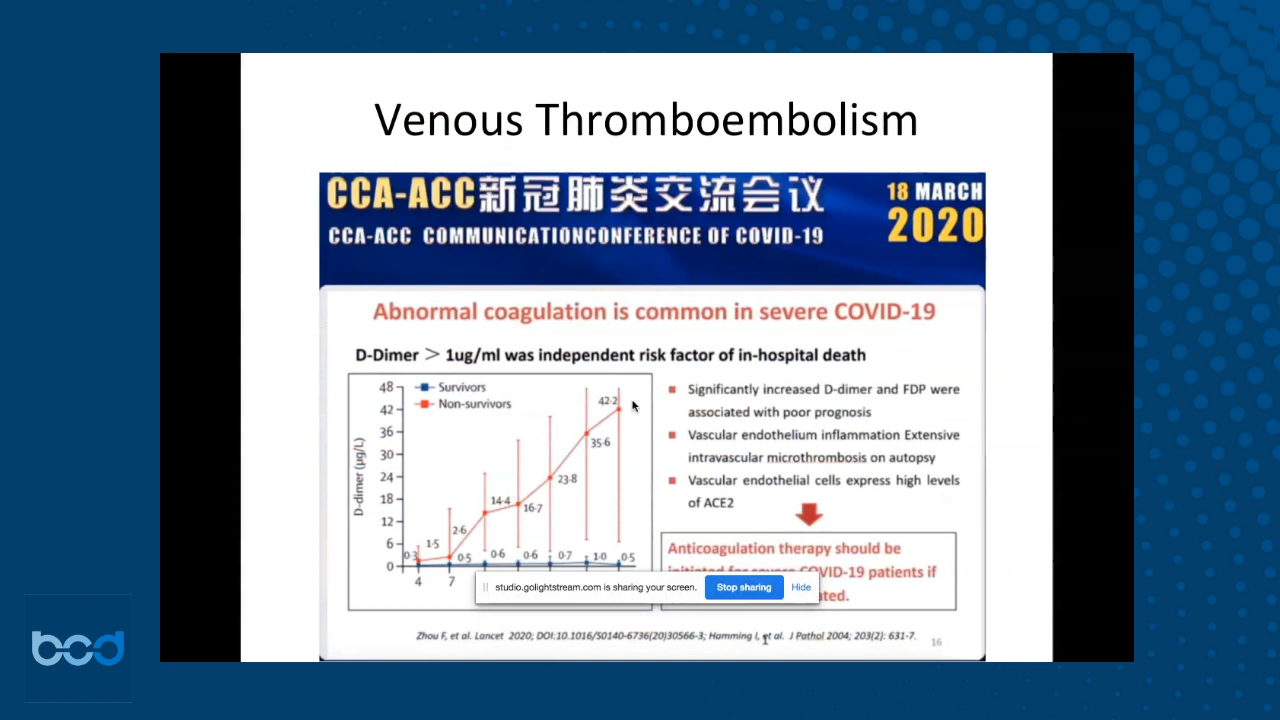 Venous Thromboembolism
CCA-ACC新冠肺炎交流会议
18 MARCH
2020
CCA-ACC COMMUNICATIONCONFERENCE OF COVID-19
Abnormal coagulation is common in severe COVID-19
D-Dimer > 1ug/ml was independent risk factor of in-hospital death
Survivors
Non-survivors
D-dimer (μg/L)
48
42
36
30
24
18
12
6
0
0·3
1·5
2·6
14·4
16·7
23·8
35·6
42·2
0·5
0·6
0·6
0·7
1·0
0·5
4
7
Significantly increased D-dimer and FDP were
associated with poor prognosis
Vascular endothelium inflammation Extensive
intravascular microthrombosis on autopsy
Vascular endothelial cells express high levels
of ACE2
Anticoagulation therapy should be
COVID-19 patients if
studio.golightstream.com is sharing your screen.
Stop sharing
Hide
Zhou F, et al. Lancet 2020; DOI:10.1016/S0140-6736(20)30566-3; Hamming I, et al. J Pathol 2004; 203(2): 631-7.
16
bcd